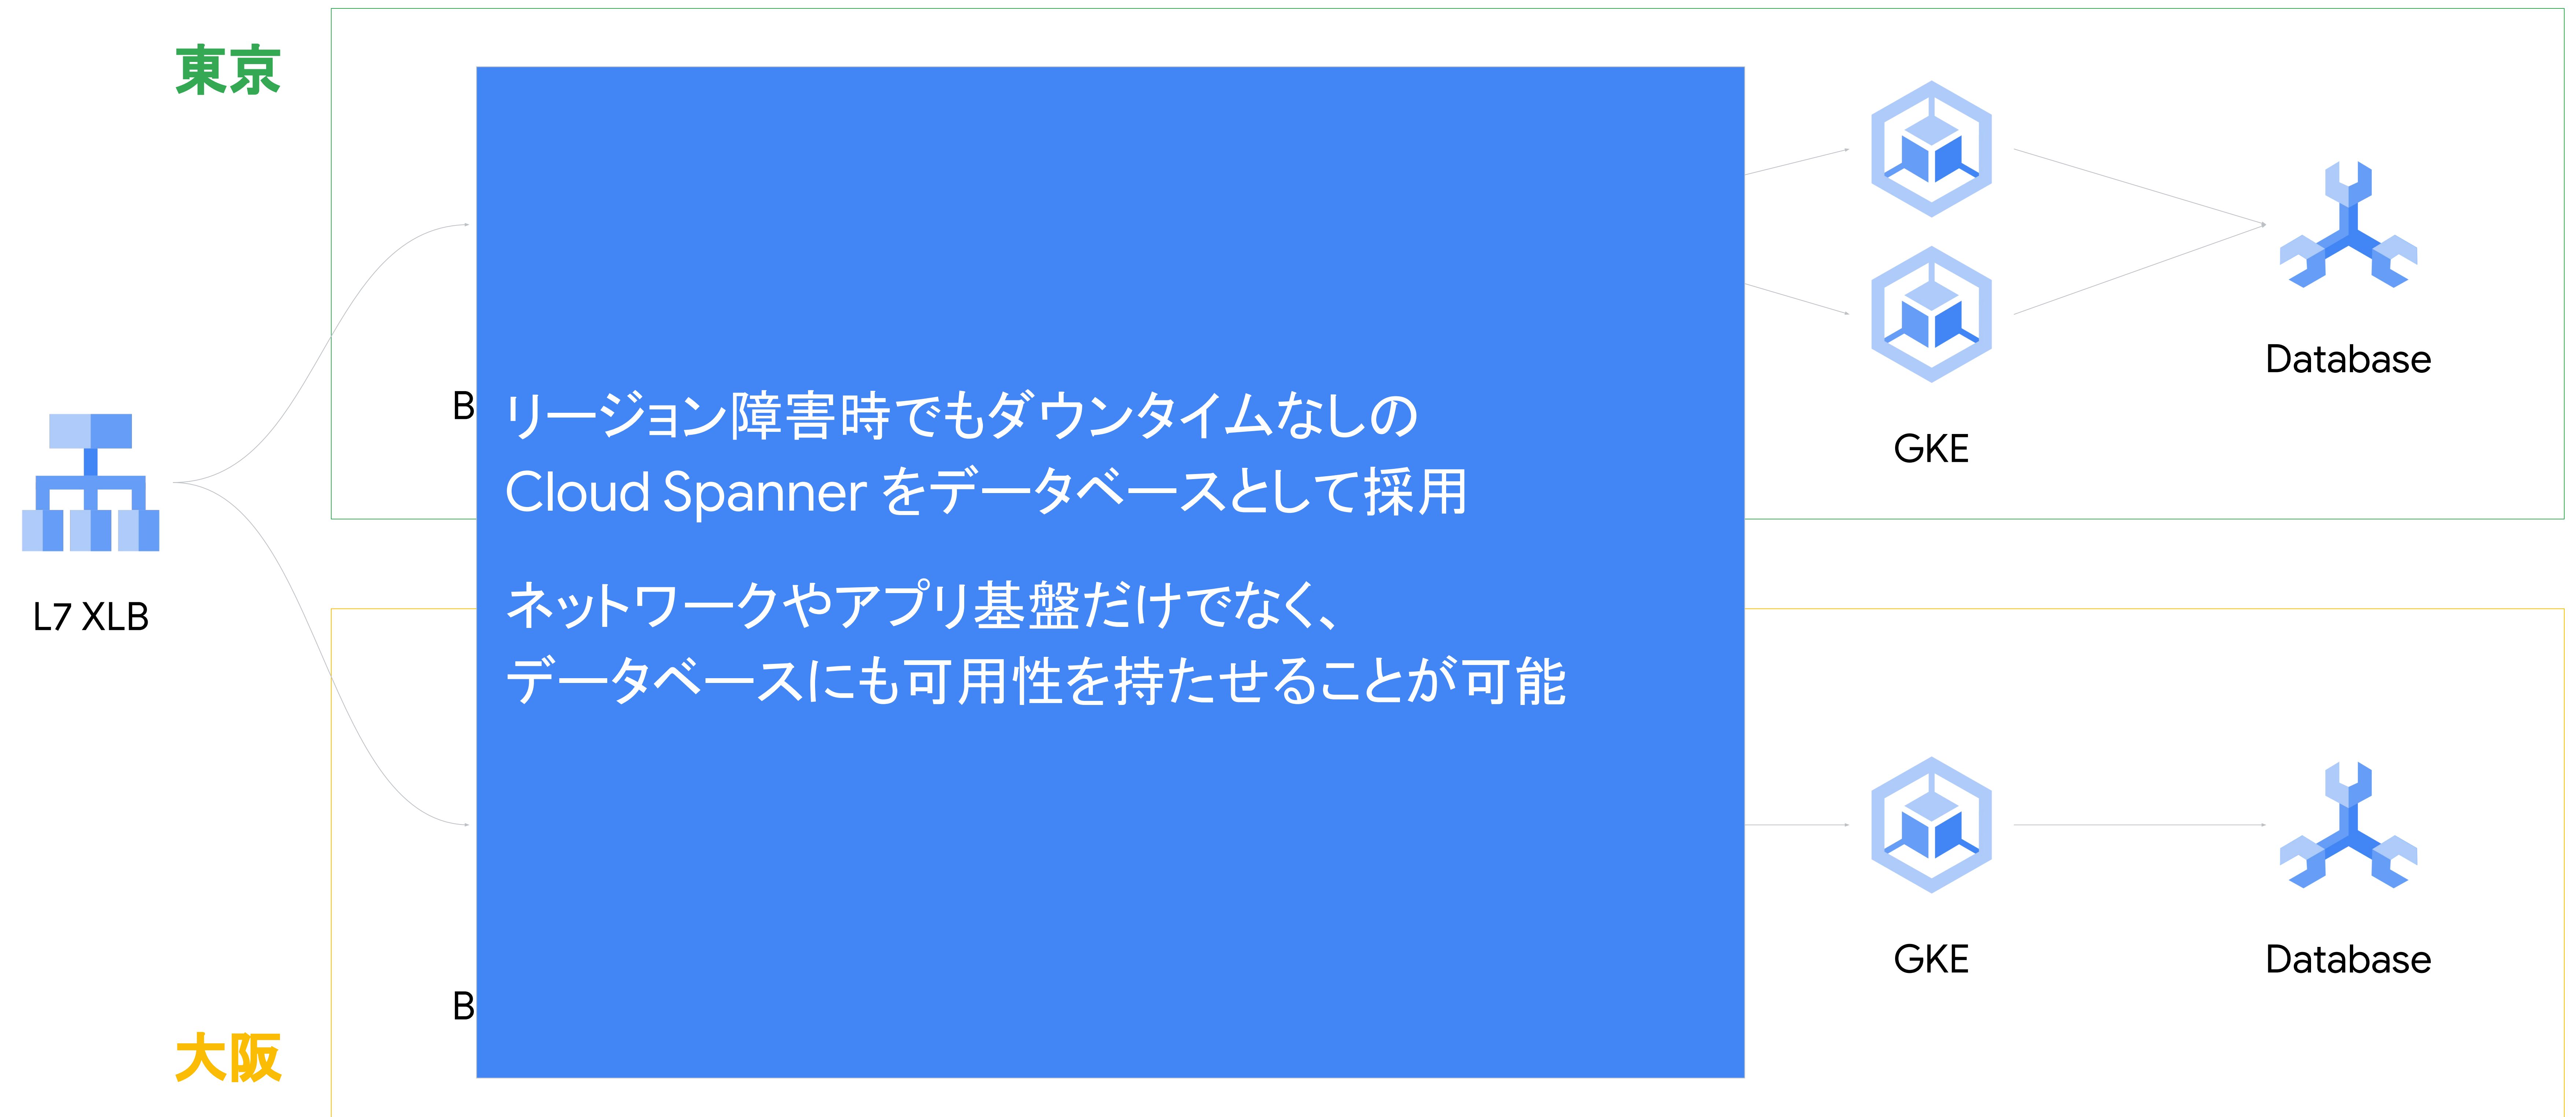 東京
L7 XLB
リージョン障害時でもダウンタイムなしの
Cloud Spanner をデータベースとして採用
ネットワークやアプリ基盤だけでなく、
データベースにも可用性を持たせることが可能
GKE
Database
GKE
Database
大阪